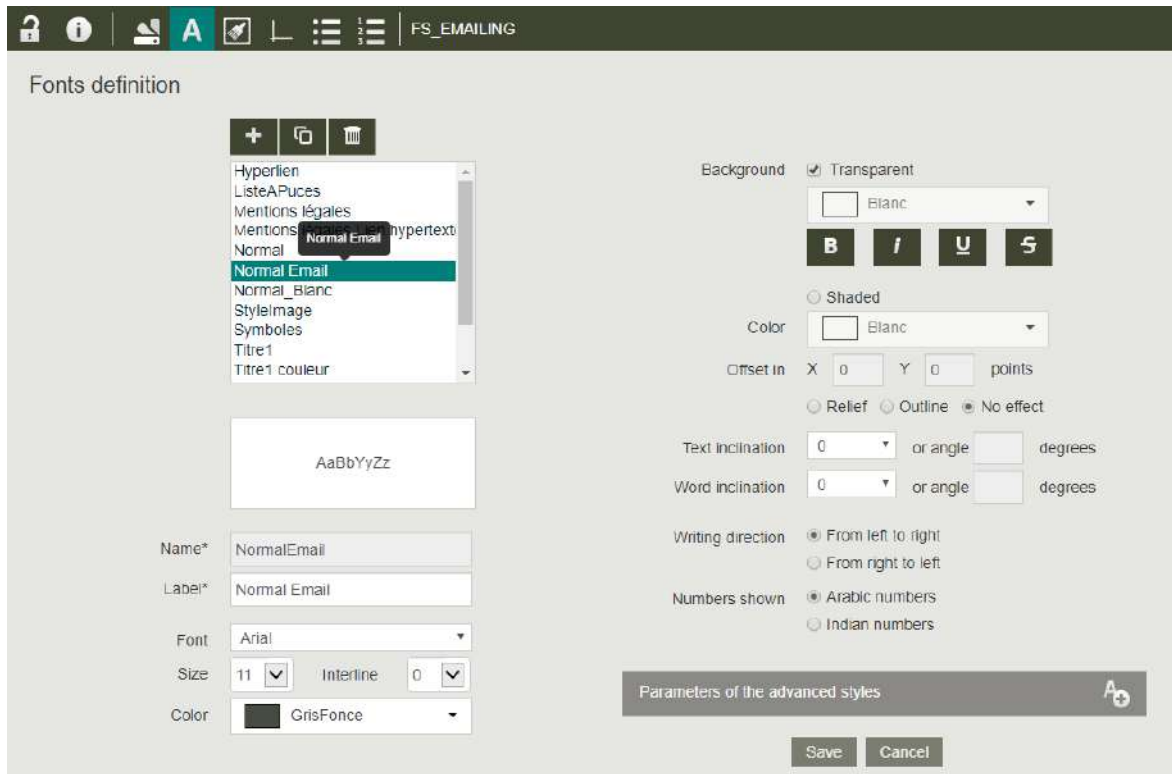 FS_EMAILING
Fonts definition
Hyperlien
ListeAPuces
Mentions légales
Mentions légales Lien hypertexte
Normal Email
Normal
Normal Email
Normal_Blanc
StyleImage
Symboles
Titre1
Titre1 couleur
AaBbYyZz
Name* NormalEmail
Label* Normal Email
Font Arial
Size 11 Interline 0
Color GrisFonce
Background Transparent
Blanc
B i U S
Shaded
Color Blanc
Offset in X 0 Y 0 points
Relief Outline No effect
Text inclination 0 or angle degrees
Word inclination 0 or angle degrees
Writing direction From left to right
From right to left
Numbers shown Arabic numbers
Indian numbers
Parameters of the advanced styles
Save Cancel